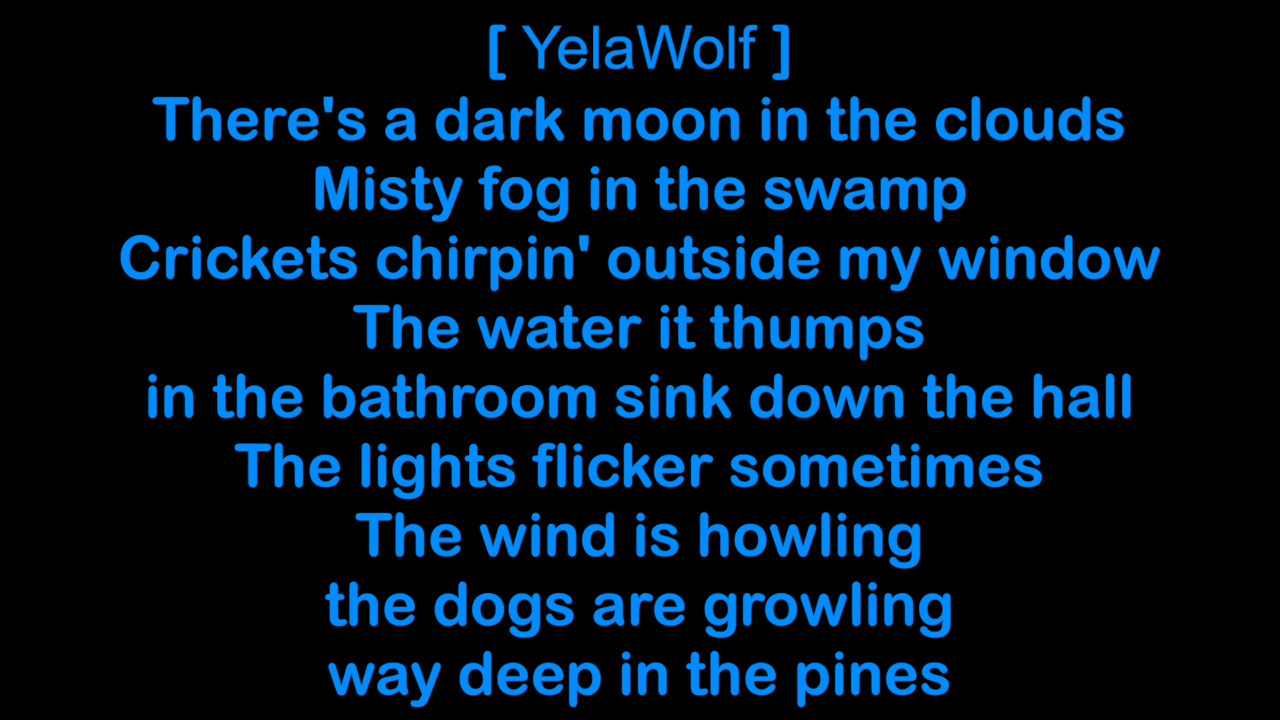 [ YelaWolf ]
There's a dark moon in the clouds
Misty fog in the swamp
Crickets chirpin' outside my window
The water it thumps
in the bathroom sink down the hall
The lights flicker sometimes
The wind is howling
the dogs are growling
way deep in the pines